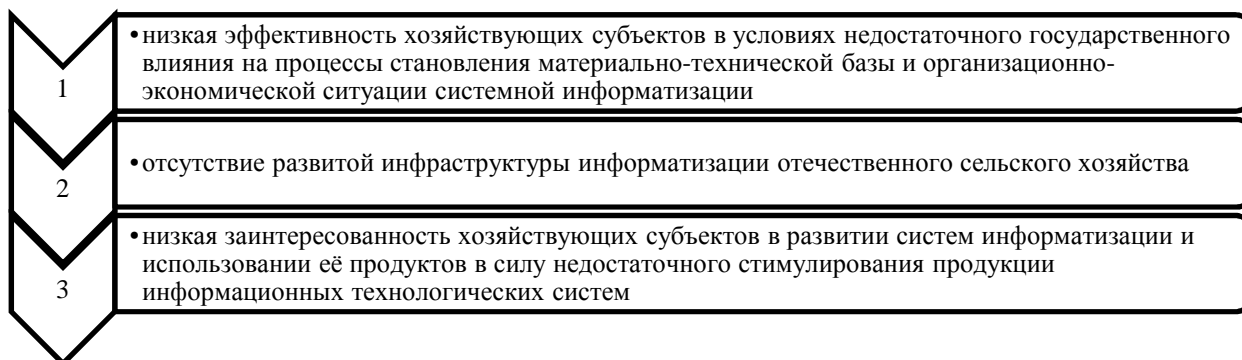 1
•низкая эффективность хозяйствующих субъектов в условиях недостаточного государственного
влияния на процессы становления материально-технической базы и организационно-
экономической ситуации системной информатизации
2
•отсутствие развитой инфраструктуры информатизации отечественного сельского хозяйства
3
•низкая заинтересованность хозяйствующих субъектов в развитии систем информатизации и
использовании её продуктов в силу недостаточного стимулирования продукции
информационных технологических систем